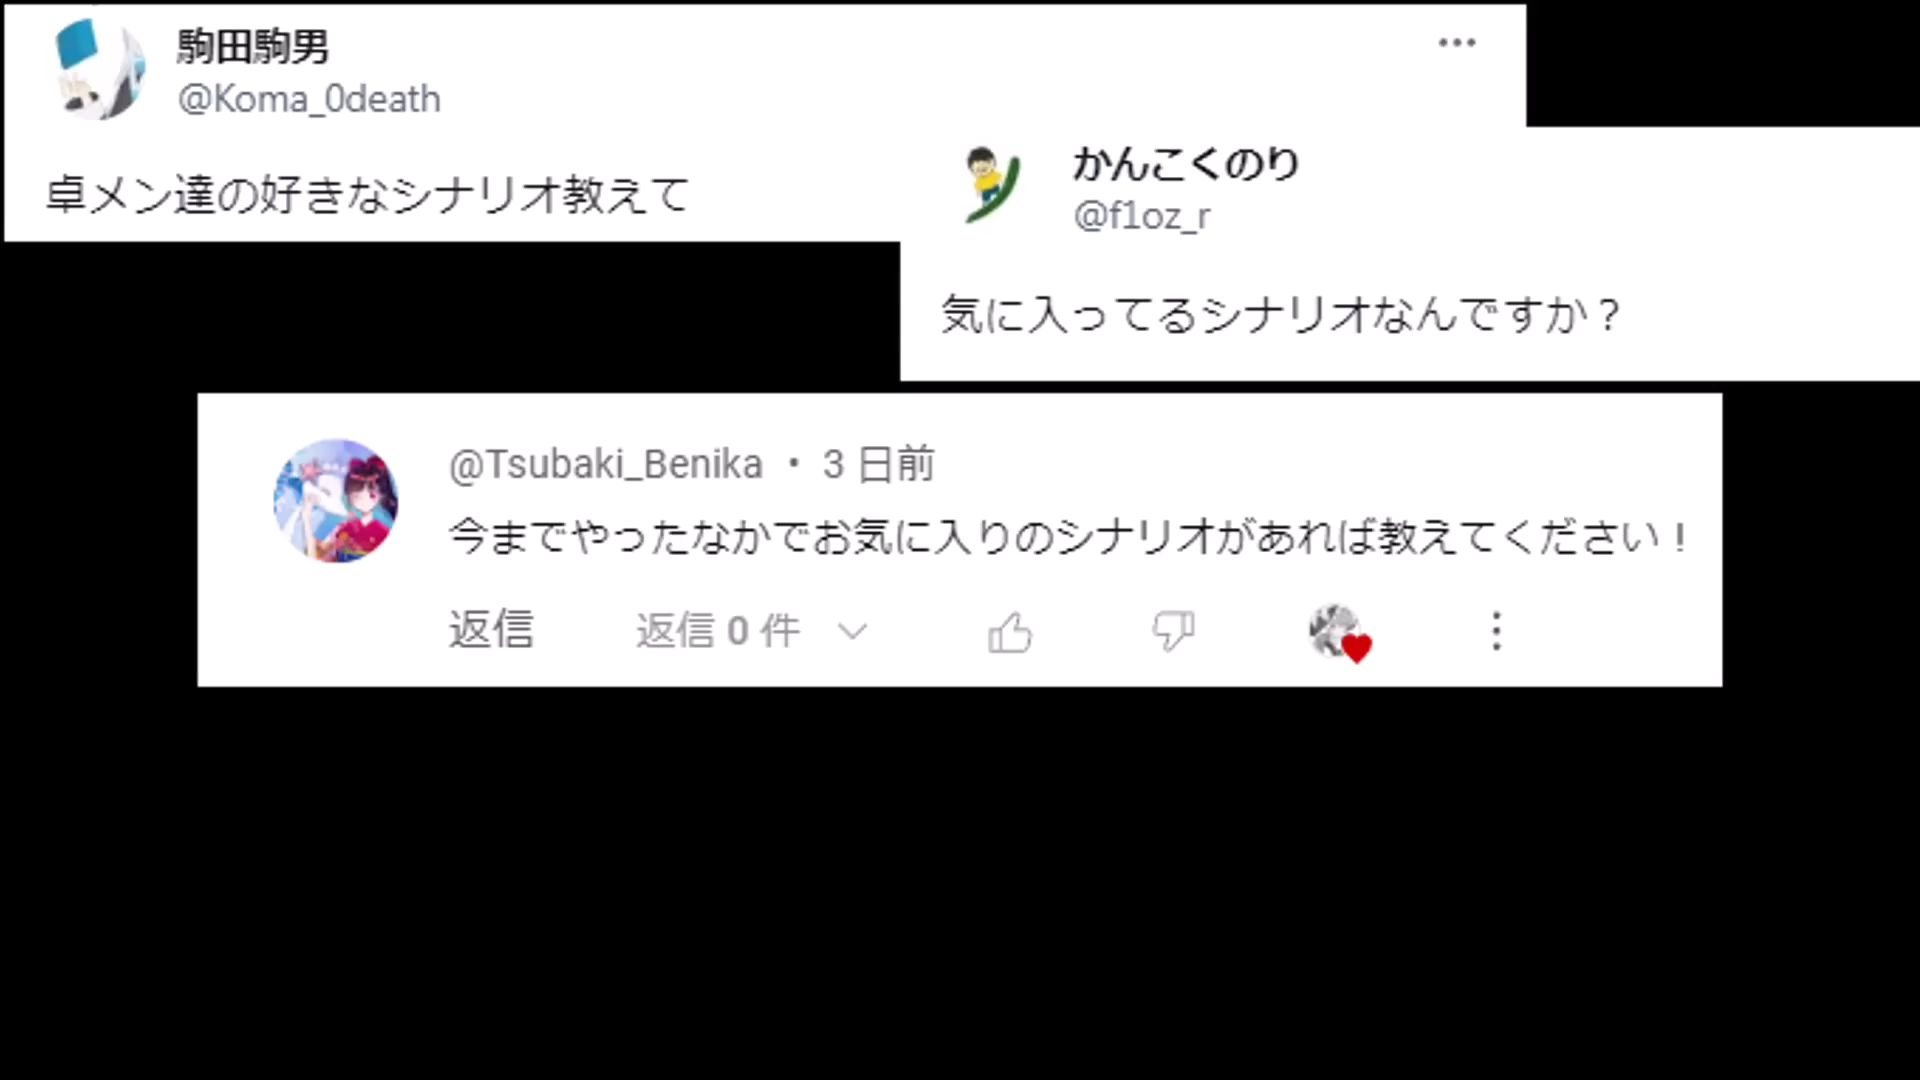 駒田駒男
@Koma_0death
卓メン達の好きなシナリオ教えて
かんこくのり
@f1oz_r
気に入ってるシナリオなんですか？
@Tsubaki_Benika・3 日前
今までやったなかでお気に入りのシナリオがあれば教えてください！
返信 返信 0 件